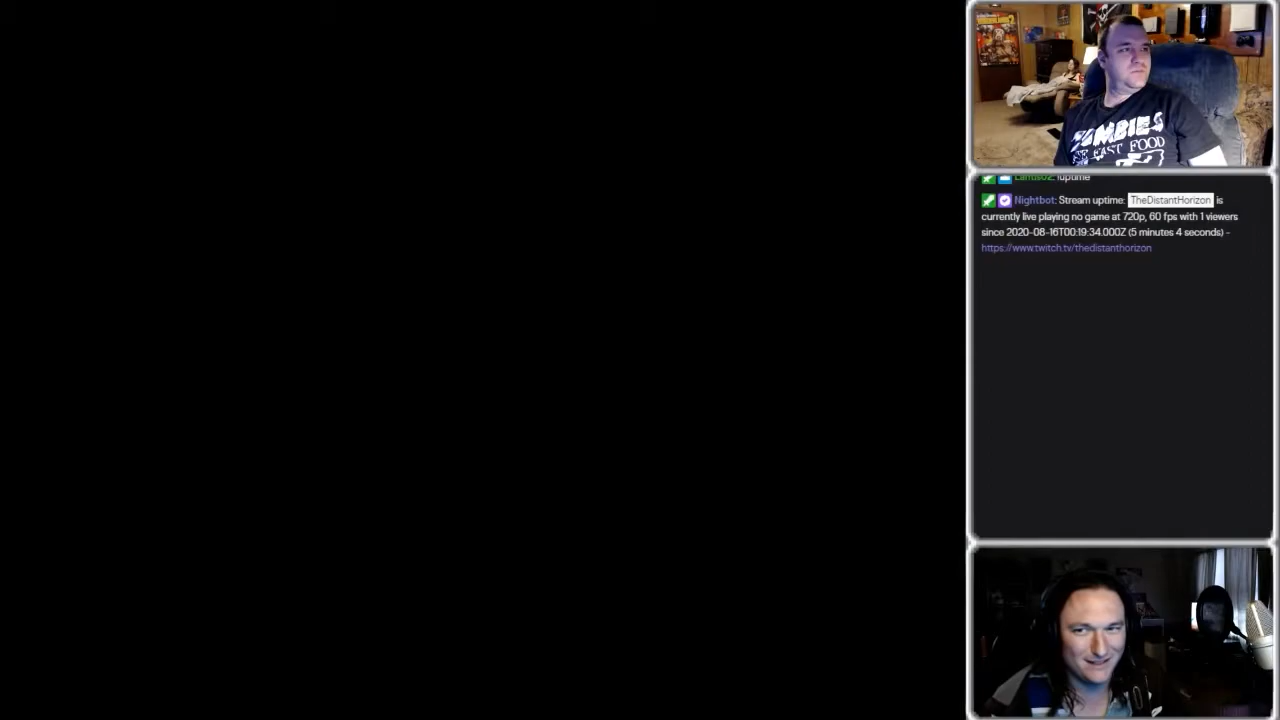 ZOMBIES
FAST FOOD
Lantis02: !uptime
Nightbot: Stream uptime: TheDistantHorizon is
currently live playing no game at 720p, 60 fps with 1 viewers
since 2020-08-16T00:19:34.000Z (5 minutes 4 seconds) -
https://www.twitch.tv/thedistanthorizon